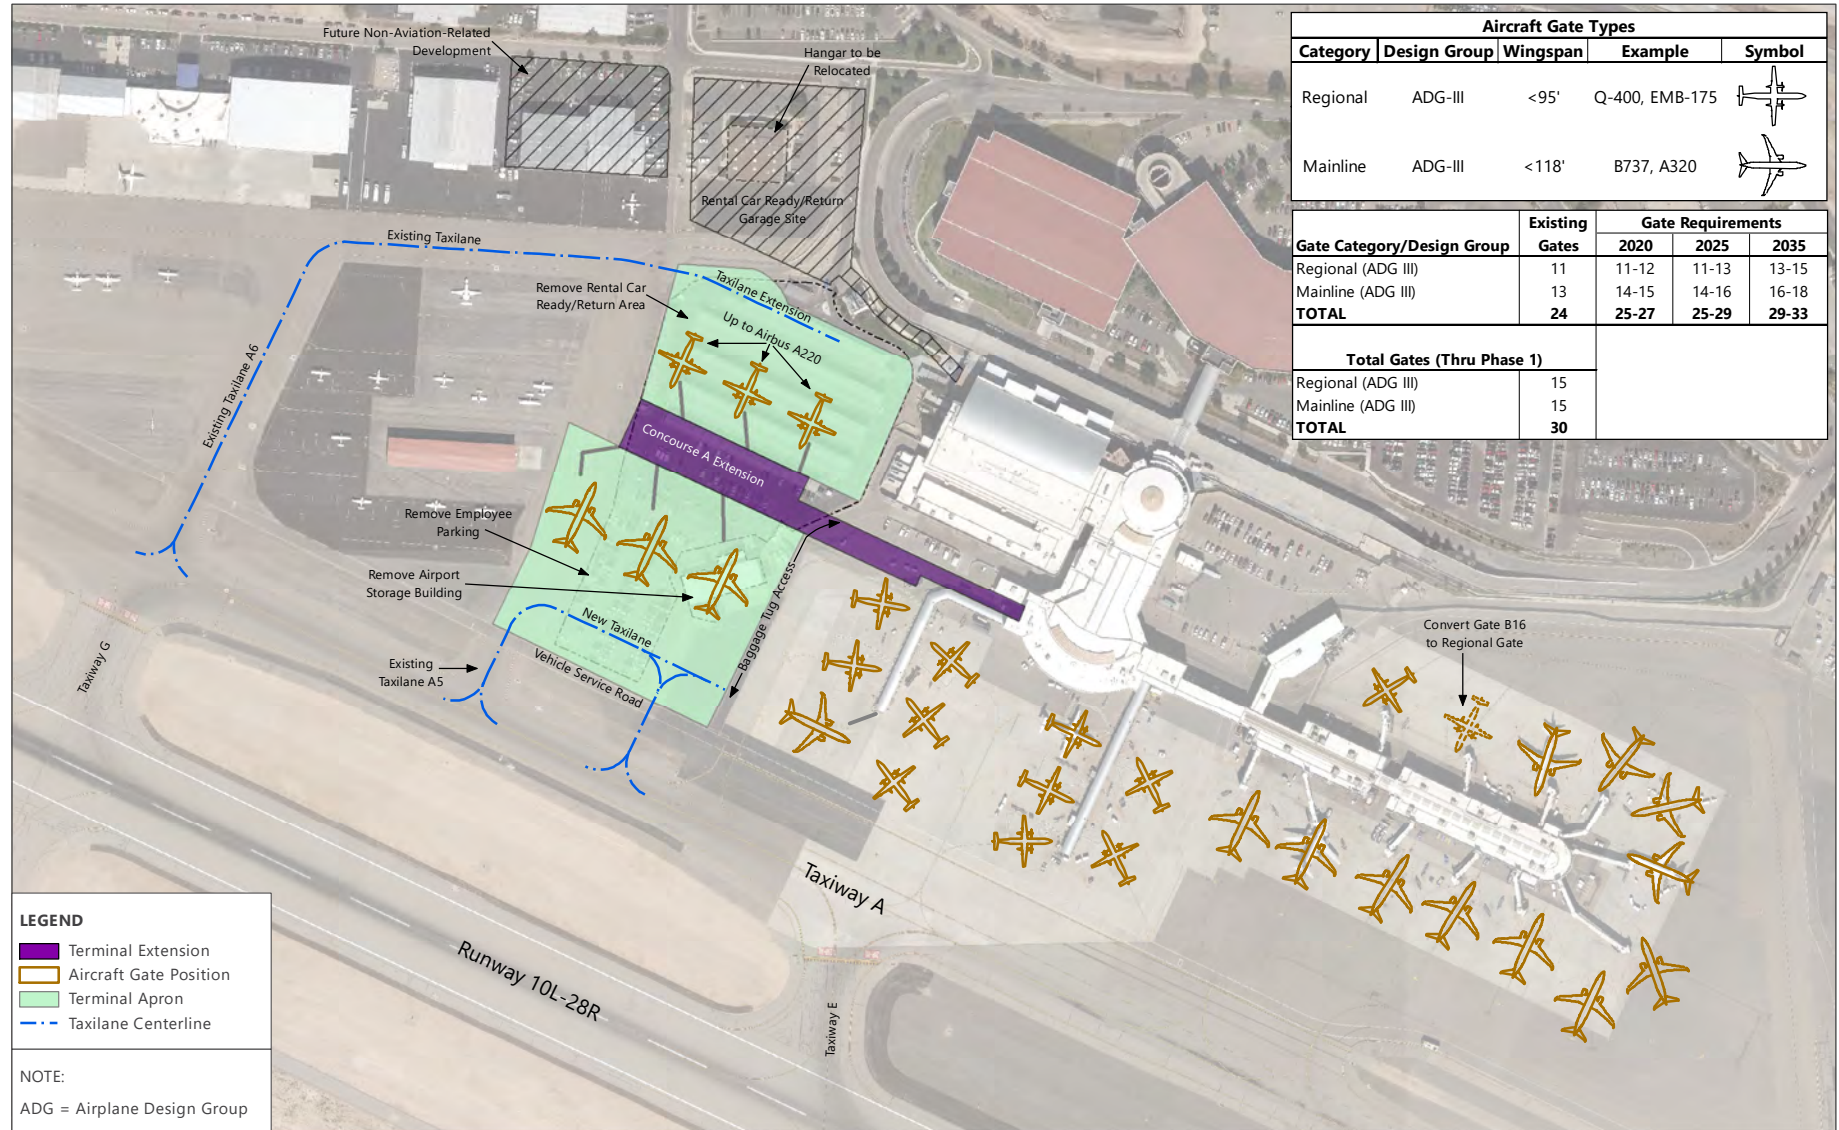 Future Non-Aviation-Related
Development
Hangar to be
Relocated
Rental Car Ready/Return
Garage Site
Existing Taxilane
Existing Taxilane A6
Taxilane Extension
Remove Rental Car
Ready/Return Area
Up to Airbus A220
Concourse A Extension
Remove Employee
Parking
Remove Airport
Storage Building
New Taxilane
Vehicle Service Road
Existing
Taxilane A5
Baggage Tug Access
Taxiway G
Convert Gate B16
to Regional Gate
Taxiway A
Runway 10L-28R
Taxiway E
Aircraft Gate Types
Category Design Group Wingspan Example Symbol
Regional ADG-III <95' Q-400, EMB-175
Mainline ADG-III <118' B737, A320
Existing Gate Requirements
Gate Category/Design Group Gates 2020 2025 2035
Regional (ADG III) 11 11-12 11-13 13-15
Mainline (ADG III) 13 14-15 14-16 16-18
TOTAL 24 25-27 25-29 29-33
Total Gates (Thru Phase 1)
Regional (ADG III) 15
Mainline (ADG III) 15
TOTAL 30
LEGEND
Terminal Extension
Aircraft Gate Position
Terminal Apron
Taxilane Centerline
NOTE:
ADG = Airplane Design Group